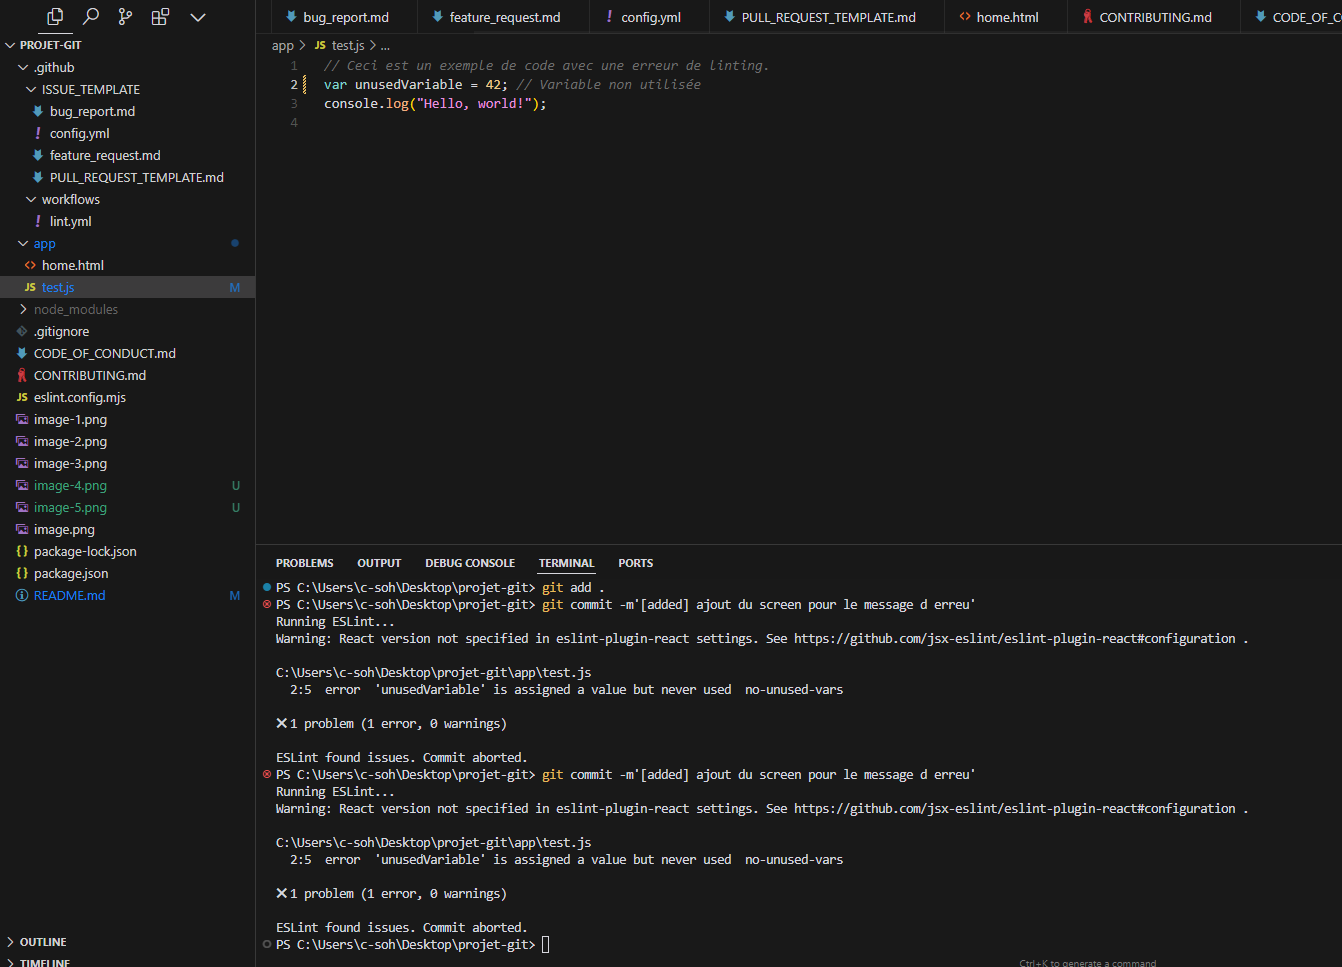 bug_report.md
feature_request.md
! config.yml
PULL_REQUEST_TEMPLATE.md
<> home.html
CONTRIBUTING.md
CODE_OF_C
PROJET-GIT
.github
ISSUE_TEMPLATE
bug_report.md
! config.yml
feature_request.md
PULL_REQUEST_TEMPLATE.md
workflows
! lint.yml
app
<> home.html
JS test.js M
node_modules
.gitignore
CODE_OF_CONDUCT.md
CONTRIBUTING.md
JS eslint.config.mjs
image-1.png
image-2.png
image-3.png
image-4.png U
image-5.png U
image.png
{} package-lock.json
{} package.json
README.md M
OUTLINE
TIMELINE
app > JS test.js > ...
1 // Ceci est un exemple de code avec une erreur de linting.
2 var unusedVariable = 42; // Variable non utilisée
3 console.log("Hello, world!");
4
PROBLEMS OUTPUT DEBUG CONSOLE TERMINAL PORTS
PS C:\Users\c-soh\Desktop\projet-git> git add .
PS C:\Users\c-soh\Desktop\projet-git> git commit -m'[added] ajout du screen pour le message d erreu'
Running ESLint...
Warning: React version not specified in eslint-plugin-react settings. See https://github.com/jsx-eslint/eslint-plugin-react#configuration .
C:\Users\c-soh\Desktop\projet-git\app\test.js
2:5 error 'unusedVariable' is assigned a value but never used no-unused-vars
✕ 1 problem (1 error, 0 warnings)
ESLint found issues. Commit aborted.
PS C:\Users\c-soh\Desktop\projet-git> git commit -m'[added] ajout du screen pour le message d erreu'
Running ESLint...
Warning: React version not specified in eslint-plugin-react settings. See https://github.com/jsx-eslint/eslint-plugin-react#configuration .
C:\Users\c-soh\Desktop\projet-git\app\test.js
2:5 error 'unusedVariable' is assigned a value but never used no-unused-vars
✕ 1 problem (1 error, 0 warnings)
ESLint found issues. Commit aborted.
PS C:\Users\c-soh\Desktop\projet-git>
Ctrl+K to generate a command